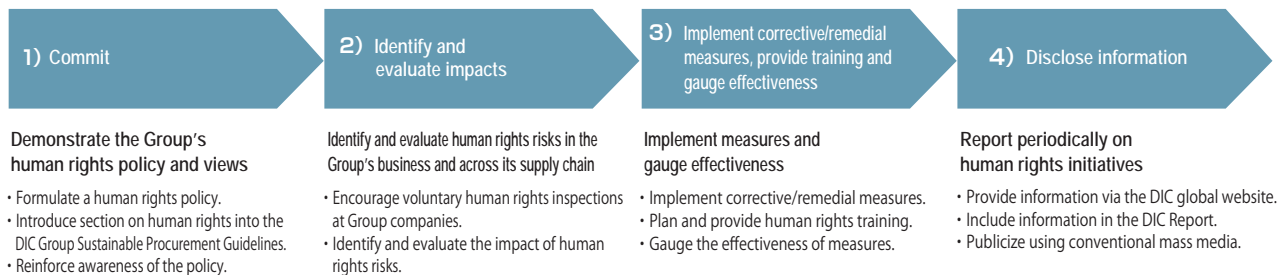 1) Commit
2) Identify and
evaluate impacts
3) Implement corrective/remedial
measures, provide training and
gauge effectiveness
4) Disclose information
Demonstrate the Group's
human rights policy and views
・Formulate a human rights policy.
・Introduce section on human rights into the
DIC Group Sustainable Procurement Guidelines.
・Reinforce awareness of the policy.
Identify and evaluate human rights risks in the
Group's business and across its supply chain
・Encourage voluntary human rights inspections
at Group companies.
・Identify and evaluate the impact of human
rights risks.
Implement measures and
gauge effectiveness
・Implement corrective/remedial measures.
・Plan and provide human rights training.
・Gauge the effectiveness of measures.
Report periodically on
human rights initiatives
・Provide information via the DIC global website.
・Include information in the DIC Report.
・Publicize using conventional mass media.